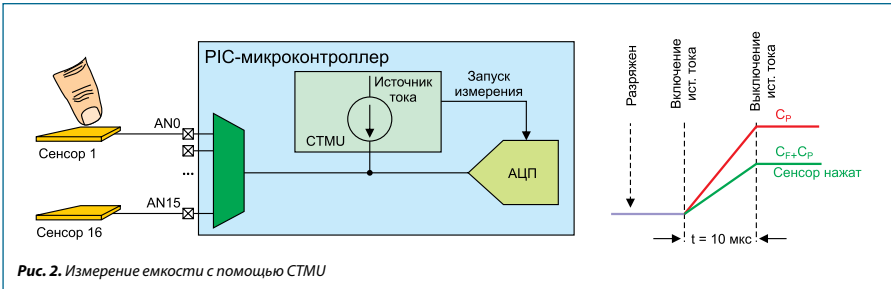 PIC-микроконтроллер
Источник
тока
CTMU
Запуск
измерения
АЦП
AN0
Сенсор 1
...
AN15
Сенсор 16
Разряжен
Включение
ист. тока
Выключение
ист. тока
CP
CF+CP
Сенсор нажат
t = 10 мкс
Рис. 2. Измерение емкости с помощью CTMU